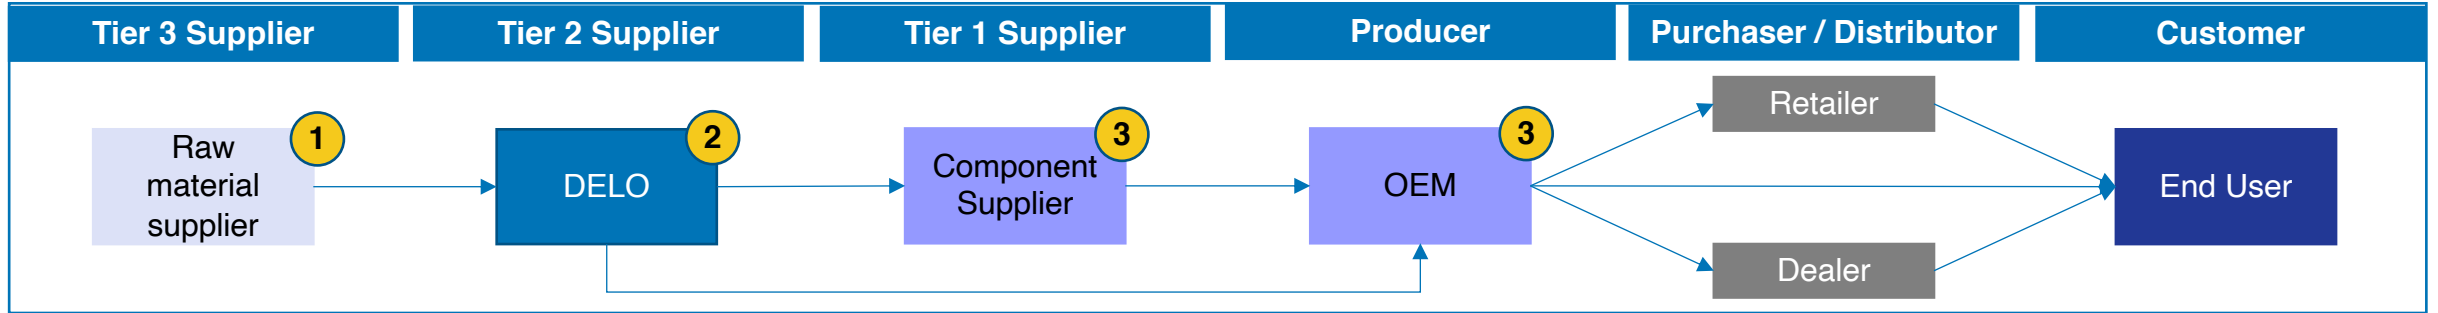 Tier 3 Supplier
Tier 2 Supplier
Tier 1 Supplier
Producer
Purchaser / Distributor
Customer
Raw
material
supplier
1
DELO
2
Component
Supplier
3
OEM
3
Retailer
Dealer
End User